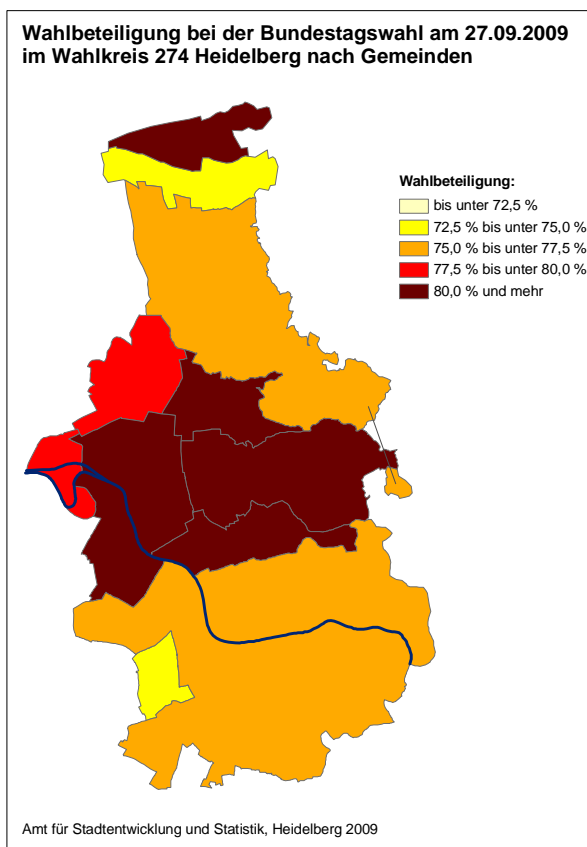 Wahlbeteiligung bei der Bundestagswahl am 27.09.2009
im Wahlkreis 274 Heidelberg nach Gemeinden
Wahlbeteiligung:
bis unter 72,5 %
72,5 % bis unter 75,0 %
75,0 % bis unter 77,5 %
77,5 % bis unter 80,0 %
80,0 % und mehr
Amt für Stadtentwicklung und Statistik, Heidelberg 2009